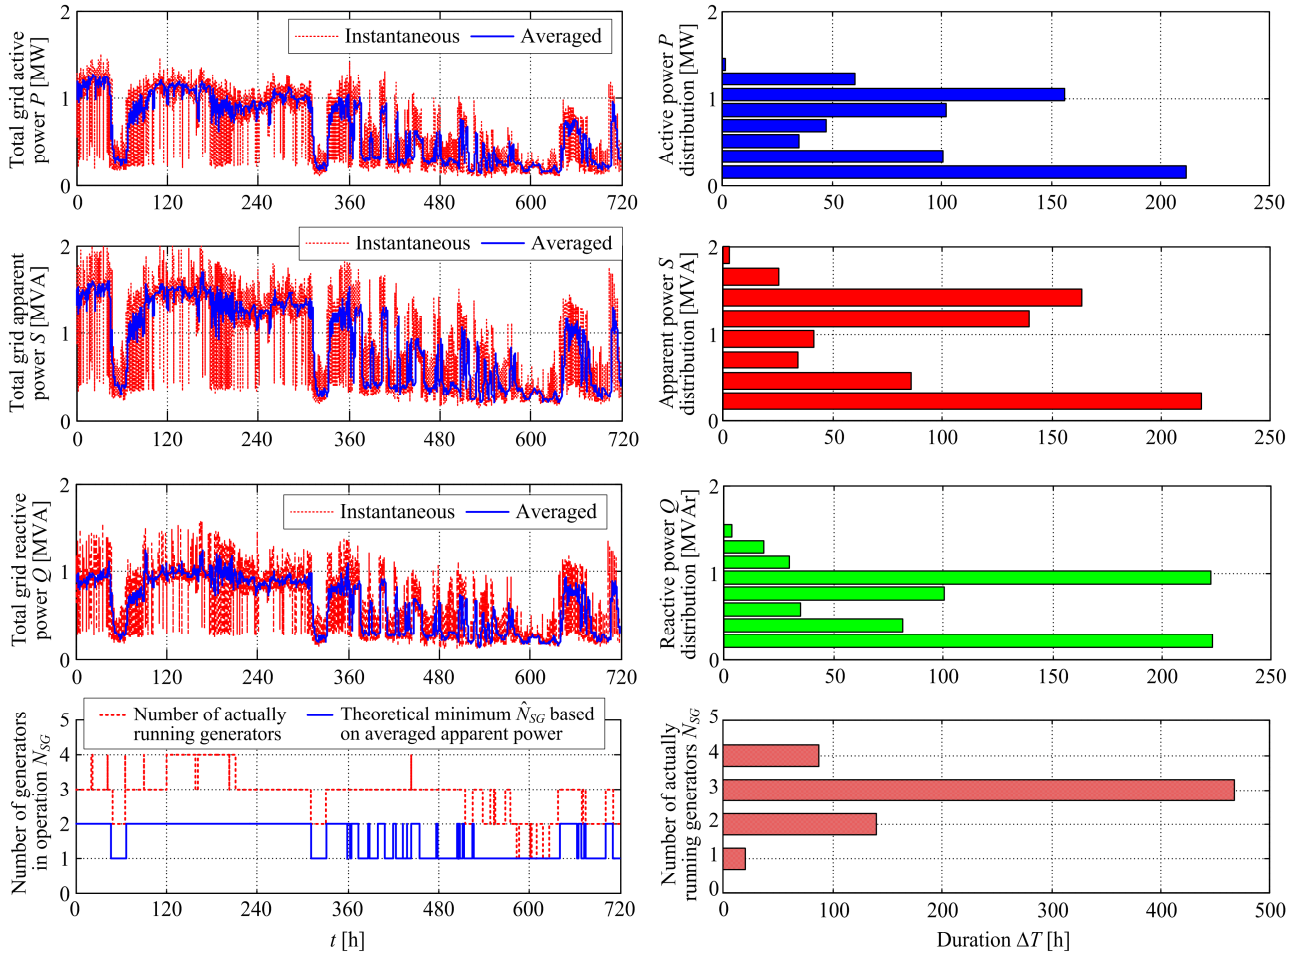 Total grid active
power P [MW]
2
1
0
Instantaneous
Averaged
0 120 240 360 480 600 720
Active power P
distribution [MW]
2
1
0
0 50 100 150 200 250
Total grid apparent
power S [MVA]
2
1
0
Instantaneous
Averaged
0 120 240 360 480 600 720
Apparent power S
distribution [MVA]
2
1
0
0 50 100 150 200 250
Total grid reactive
power Q [MVA]
2
1
0
Instantaneous
Averaged
0 120 240 360 480 600 720
Reactive power Q
distribution [MVAr]
2
1
0
0 50 100 150 200 250
Number of generators
in operation N_SG
5
4
3
2
1
0
Number of actually
running generators
Theoretical minimum N̂_SG based
on averaged apparent power
0 120 240 360 480 600 720
t [h]
Number of actually
running generators N_SG
5
4
3
2
1
0
0 100 200 300 400 500
Duration ΔT [h]